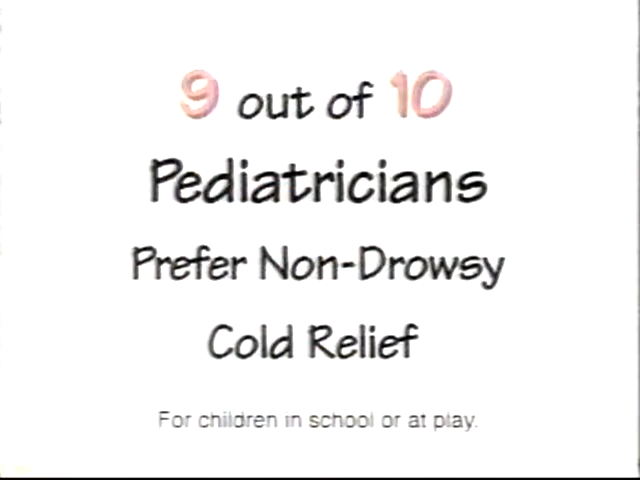 9 out of 10
Pediatricians
Prefer Non-Drowsy
Cold Relief
For children in school or at play.